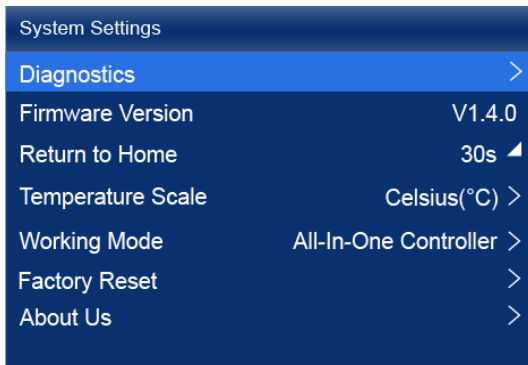 System Settings
Diagnostics >
Firmware Version V1.4.0
Return to Home 30s
Temperature Scale Celsius(°C) >
Working Mode All-In-One Controller >
Factory Reset >
About Us >